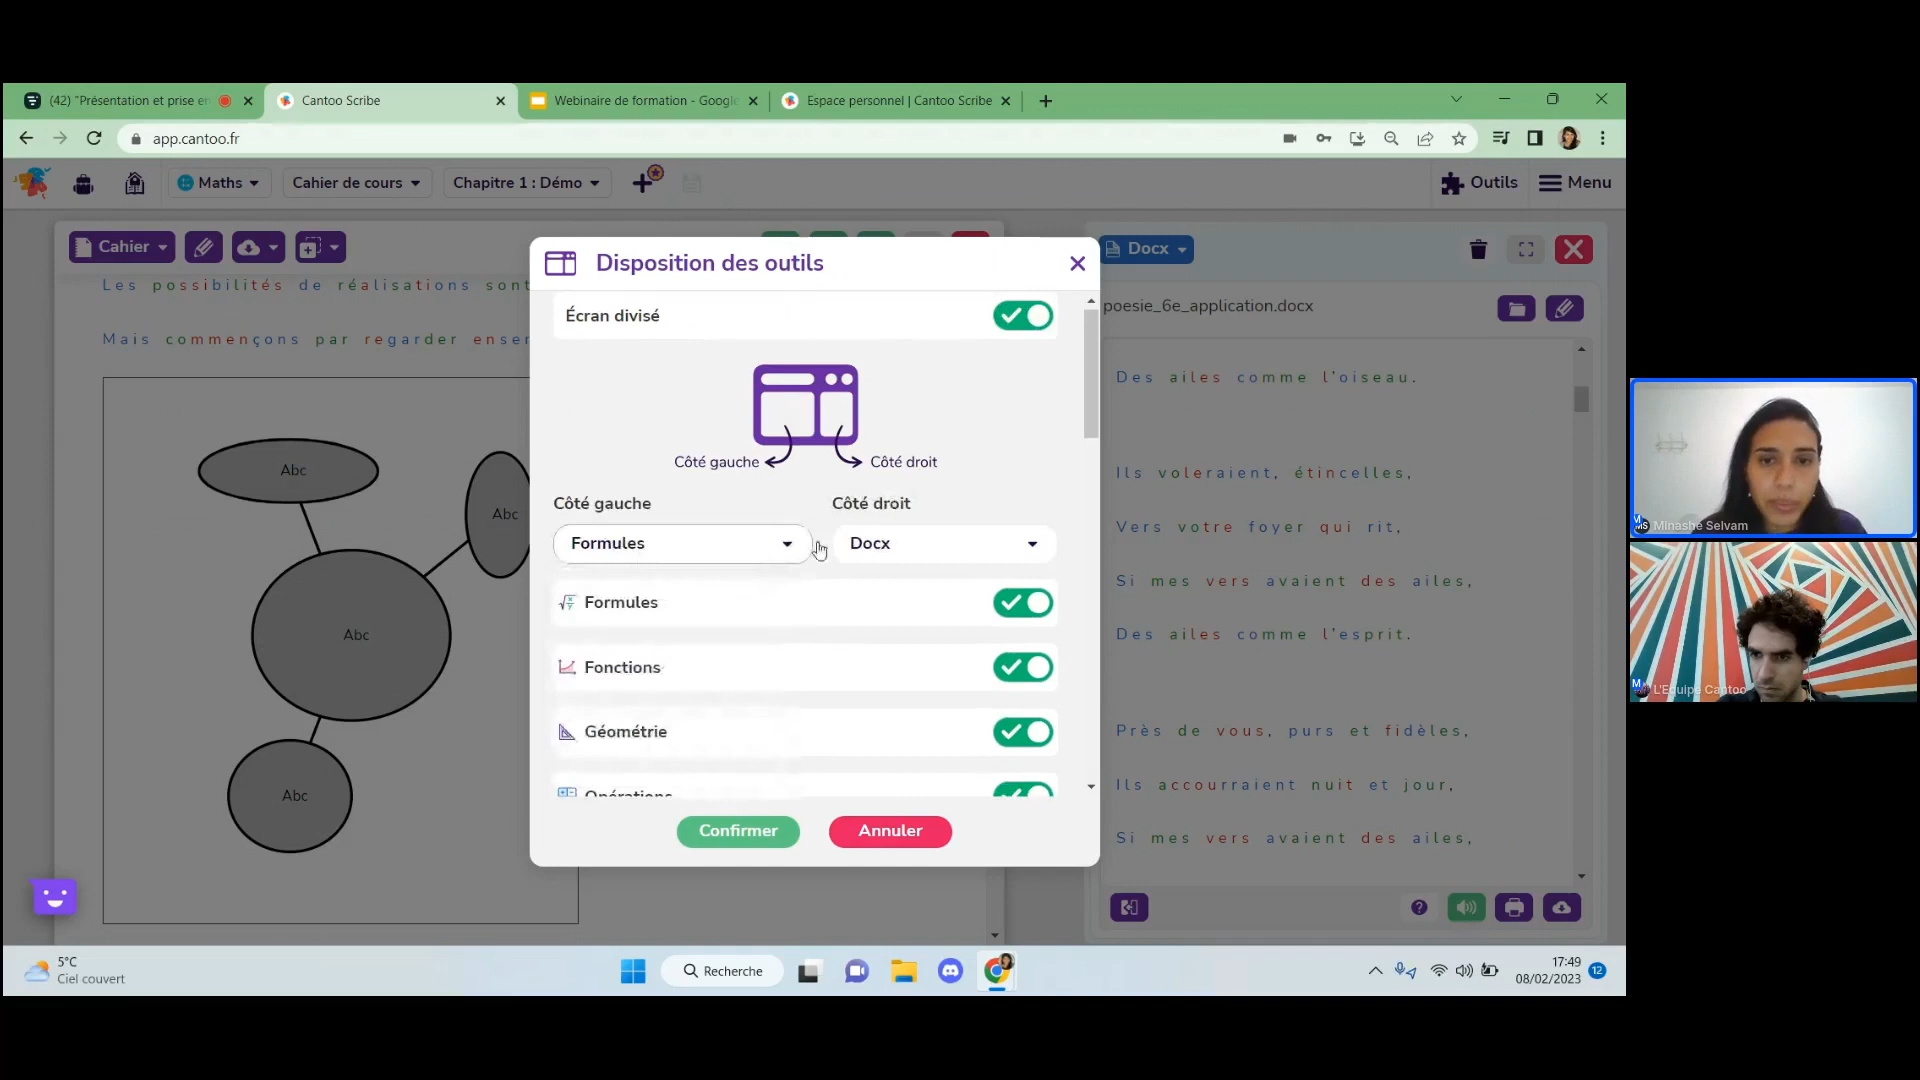 (42) "Présentation et prise en
Cantoo Scribe
Webinaire de formation - Google
Espace personnel | Cantoo Scribe
app.cantoo.fr
Maths
Cahier de cours
Chapitre 1 : Démo
Outils
Menu
Cahier
Les possibilités de réalisations sont
Mais commençons par regarder enser
Abc
Abc
Abc
Abc
Disposition des outils
Écran divisé
Côté gauche
Côté droit
Côté gauche
Côté droit
Formules
Docx
Formules
Fonctions
Géométrie
Opérations
Confirmer
Annuler
Docx
poesie_6e_application.docx
Des ailes comme l'oiseau.
Ils voleraient, étincelles,
Vers votre foyer qui rit,
Si mes vers avaient des ailes,
Des ailes comme l'esprit.
Près de vous, purs et fidèles,
Ils accourraient nuit et jour,
Si mes vers avaient des ailes,
Minashe Selvam
L'Equipe Cantoo
5°C
Ciel couvert
Recherche
17:49
08/02/2023
12